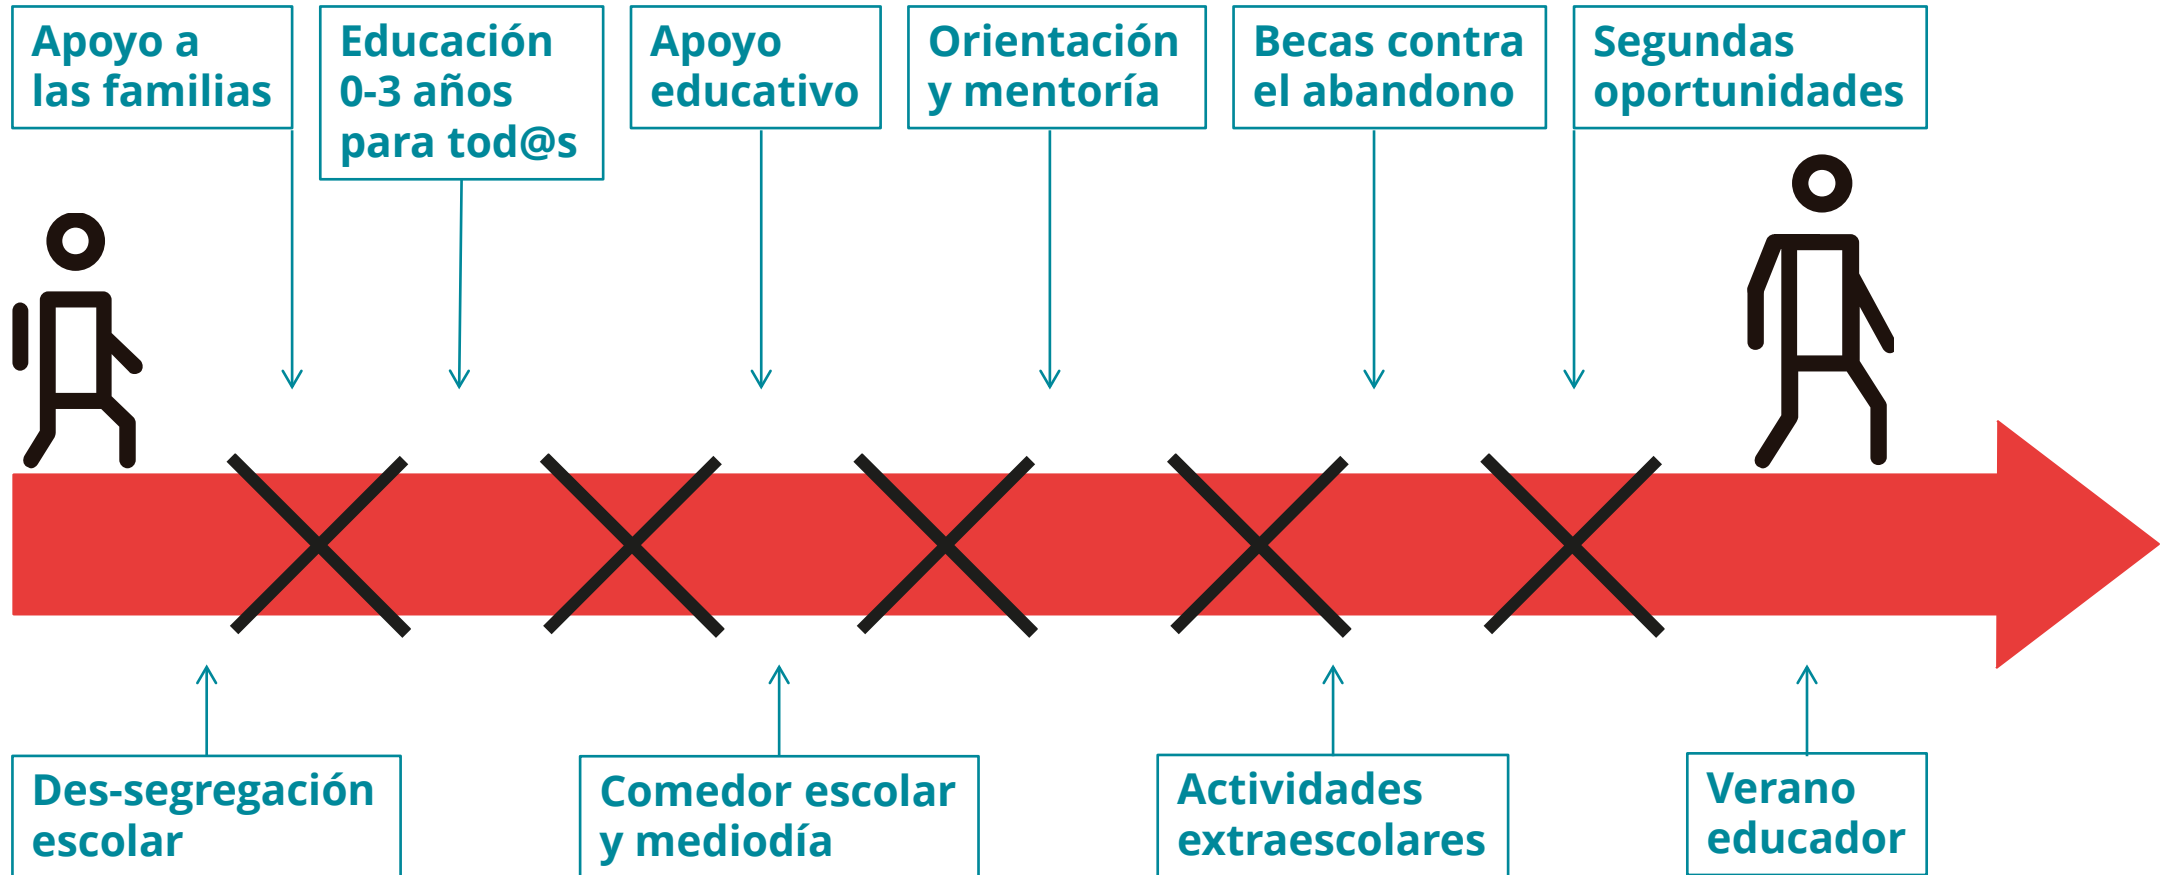 Apoyo a
las familias
Educación
0-3 años
para tod@s
Apoyo
educativo
Orientación
y mentoría
Becas contra
el abandono
Segundas
oportunidades
Des-segregación
escolar
Comedor escolar
y mediodía
Actividades
extraescolares
Verano
educador